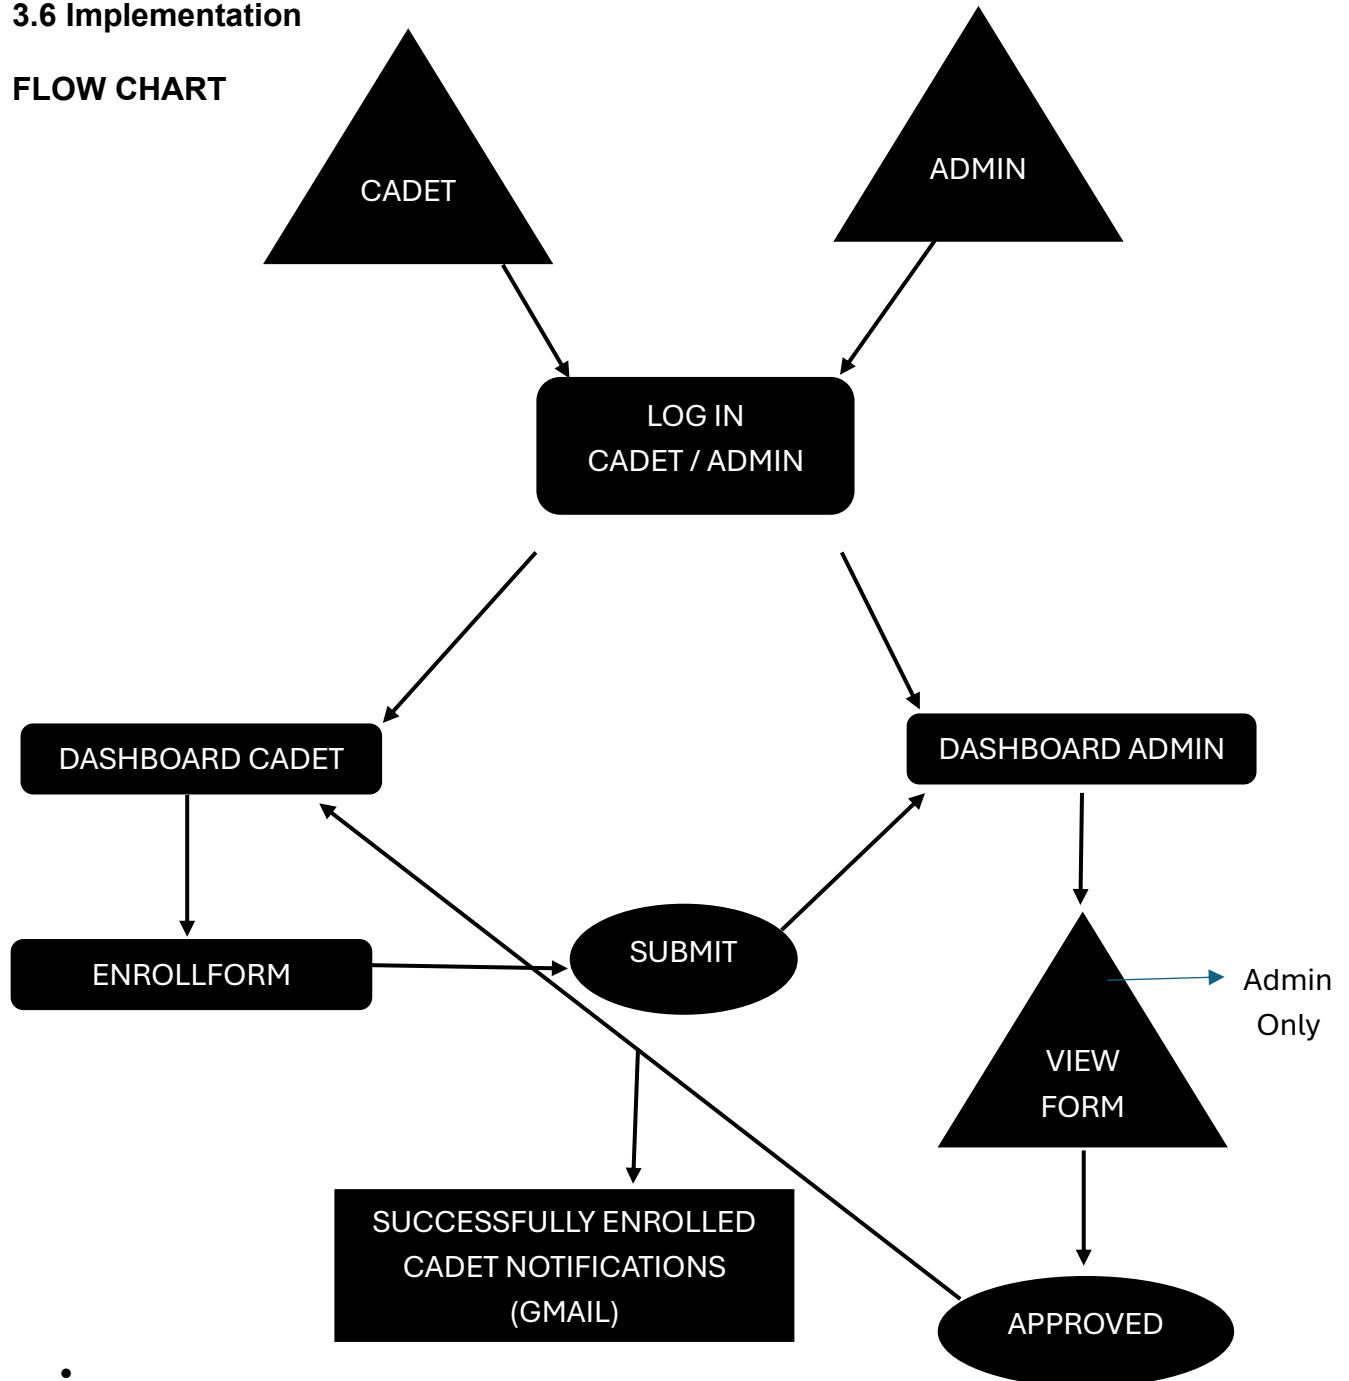 3.6 Implementation
FLOW CHART
CADET
ADMIN
LOG IN
CADET / ADMIN
DASHBOARD CADET
DASHBOARD ADMIN
ENROLLFORM
SUBMIT
Admin
Only
VIEW
FORM
SUCCESSFULLY ENROLLED
CADET NOTIFICATIONS
(GMAIL)
APPROVED
•